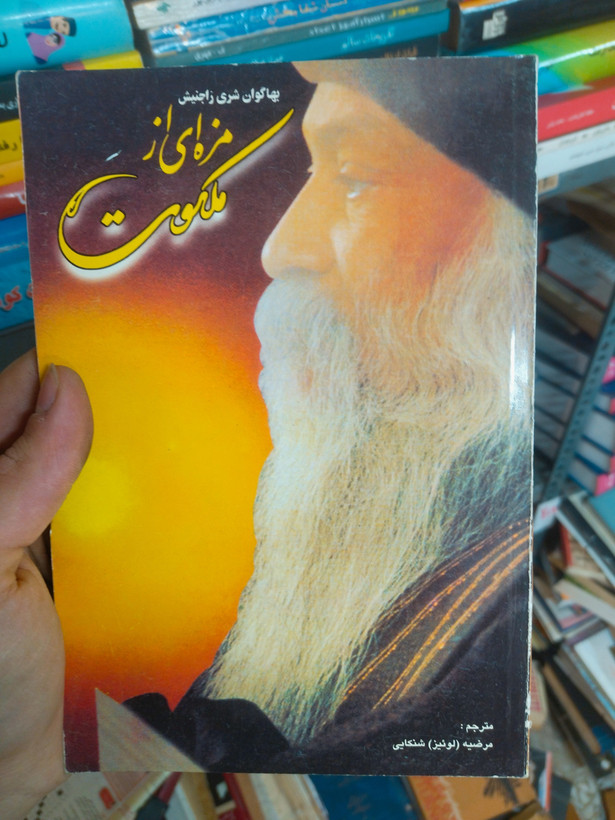 بهاگوان شری راجنیش
مزه‌ای از
ملکوت
مترجم :
مرضیه (لوئیز) شنکایی